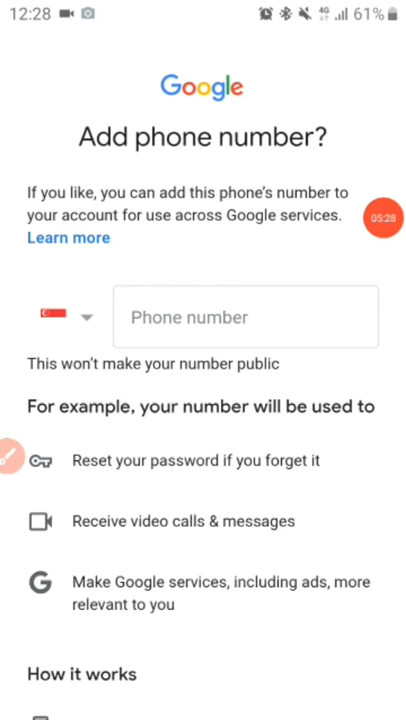 12:28 4G 61%
Google
Add phone number?
If you like, you can add this phone's number to
your account for use across Google services.
Learn more
05:28
Phone number
This won't make your number public
For example, your number will be used to
Reset your password if you forget it
Receive video calls & messages
G Make Google services, including ads, more
relevant to you
How it works